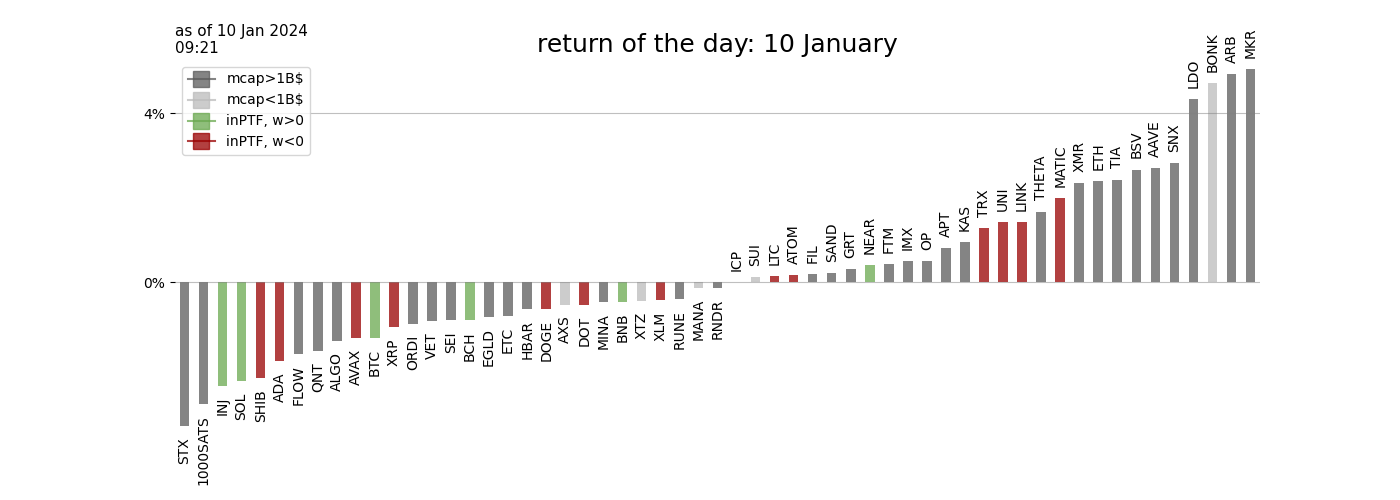 as of 10 Jan 2024
09:21
return of the day: 10 January
mcap>1B$
mcap<1B$
inPTF, w>0
inPTF, w<0
4%
0%
STX
1000SATS
INJ
SOL
SHIB
ADA
FLOW
QNT
ALGO
AVAX
BTC
XRP
ORDI
VET
SEI
BCH
EGLD
ETC
HBAR
DOGE
AXS
DOT
MINA
BNB
XTZ
XLM
RUNE
MANA
RNDR
ICP
SUI
LTC
ATOM
FIL
SAND
GRT
NEAR
FTM
IMX
OP
APT
KAS
TRX
UNI
LINK
THETA
MATIC
XMR
ETH
TIA
BSV
AAVE
SNX
LDO
BONK
ARB
MKR